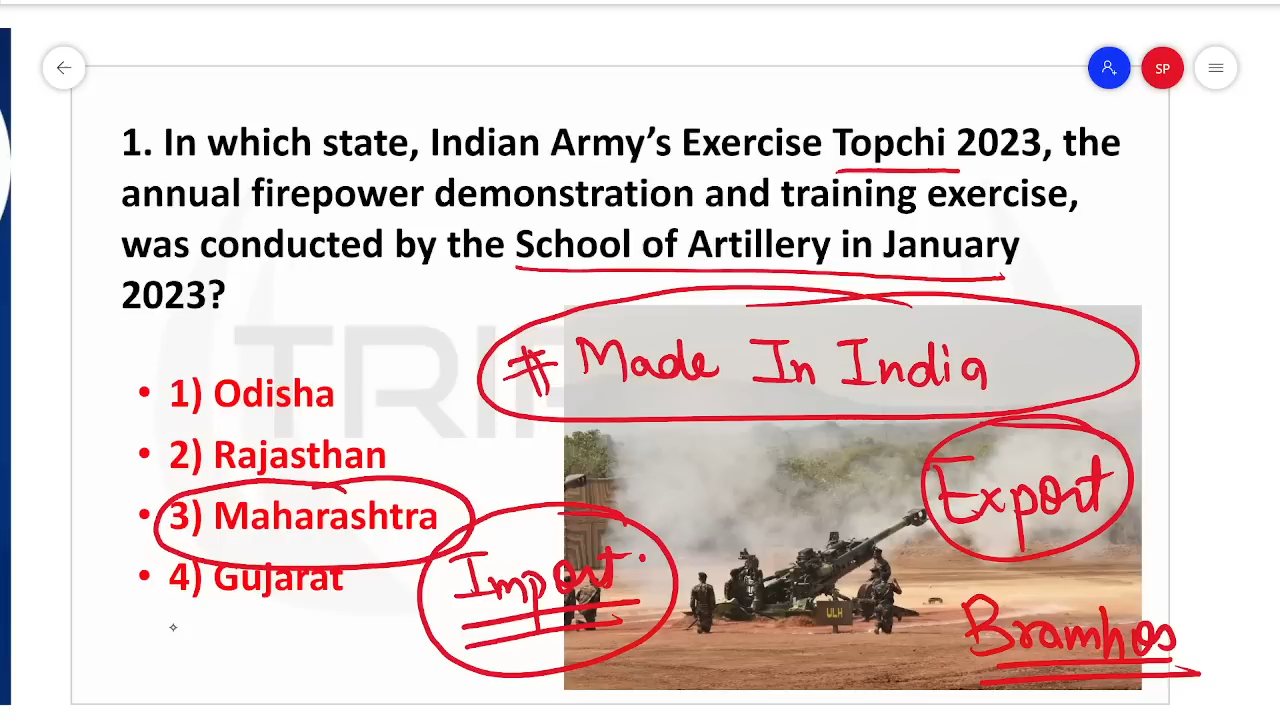 SP
1. In which state, Indian Army's Exercise Topchi 2023, the
annual firepower demonstration and training exercise,
was conducted by the School of Artillery in January
2023?
# Made In India
• 1) Odisha
• 2) Rajasthan
• 3) Maharashtra
• 4) Gujarat
Export
Import
ULH
Bramhos